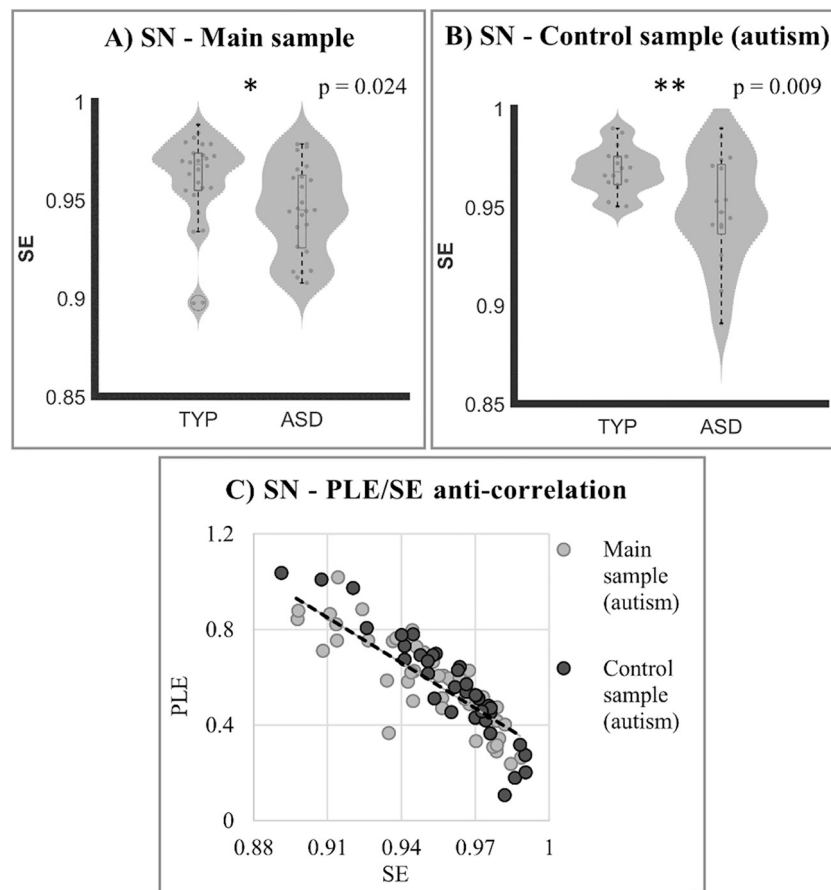 A) SN - Main sample
* p = 0.024
1
0.95
0.9
0.85
SE
TYP ASD
B) SN - Control sample (autism)
** p = 0.009
1
0.95
0.9
0.85
SE
TYP ASD
C) SN - PLE/SE anti-correlation
1.2
0.8
0.4
0
PLE
0.88 0.91 0.94 0.97 1
SE
Main
sample
(autism)
Control
sample
(autism)